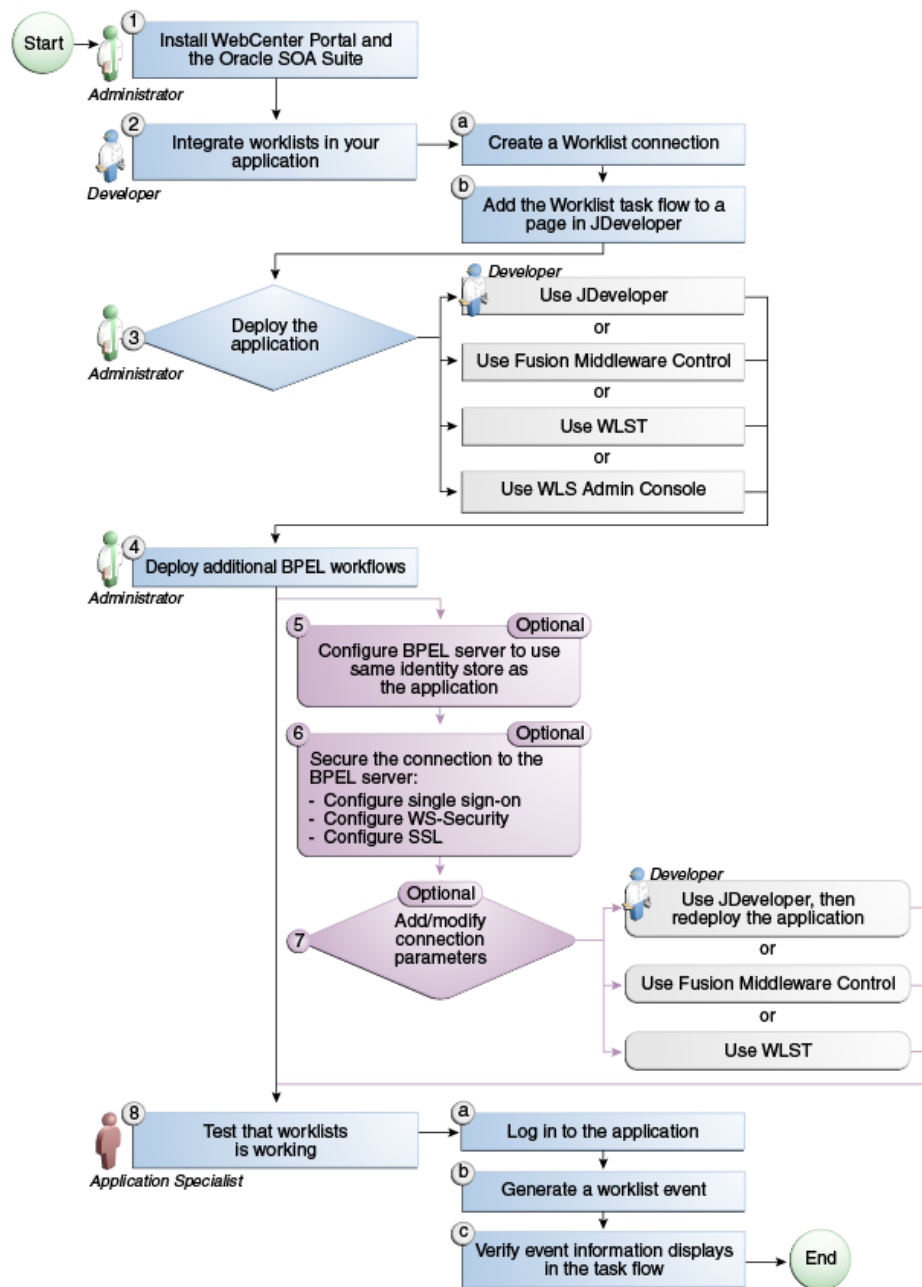 Start
1
Install WebCenter Portal and
the Oracle SOA Suite
Administrator
2
Integrate worklists in your
application
Developer
a
Create a Worklist connection
b
Add the Worklist task flow to a
page in JDeveloper
3
Deploy the
application
Administrator
Developer
Use JDeveloper
or
Use Fusion Middleware Control
or
Use WLST
or
Use WLS Admin Console
4
Deploy additional BPEL workflows
Administrator
5
Optional
Configure BPEL server to use
same identity store as
the application
6
Optional
Secure the connection to the
BPEL server:
- Configure single sign-on
- Configure WS-Security
- Configure SSL
Optional
7
Add/modify
connection
parameters
Developer
Use JDeveloper, then
redeploy the application
or
Use Fusion Middleware Control
or
Use WLST
8
Test that worklists
is working
Application Specialist
a
Log in to the application
b
Generate a worklist event
c
Verify event information displays
in the task flow
End